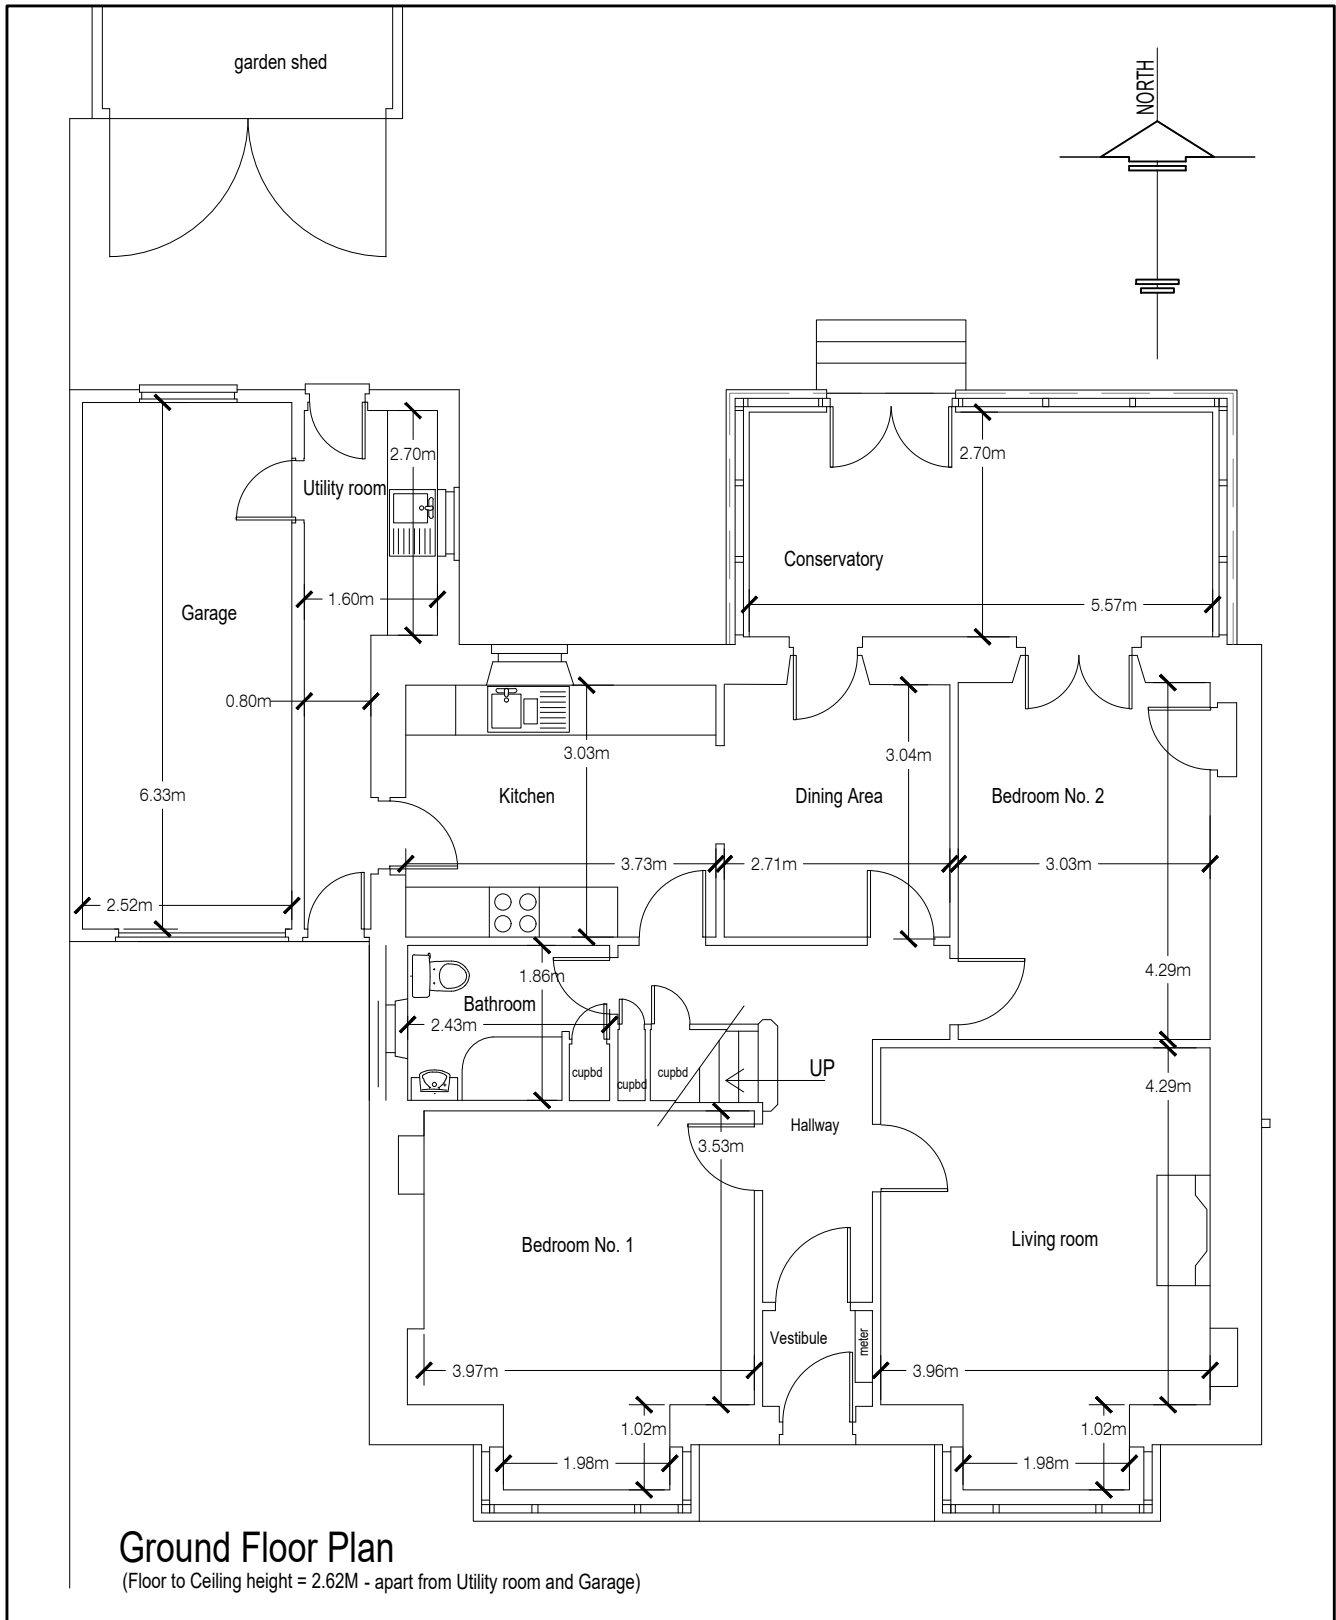 garden shed
NORTH
2.70m
2.70m
Utility room
Conservatory
1.60m
5.57m
Garage
0.80m
3.03m
3.04m
6.33m
Kitchen
Dining Area
Bedroom No. 2
3.73m
2.71m
3.03m
2.52m
1.86m
4.29m
Bathroom
2.43m
cupbd
cupbd
cupbd
UP
4.29m
Hallway
3.53m
Bedroom No. 1
Living room
Vestibule
meter
3.97m
3.96m
1.02m
1.02m
1.98m
1.98m
Ground Floor Plan
(Floor to Ceiling height = 2.62M - apart from Utility room and Garage)